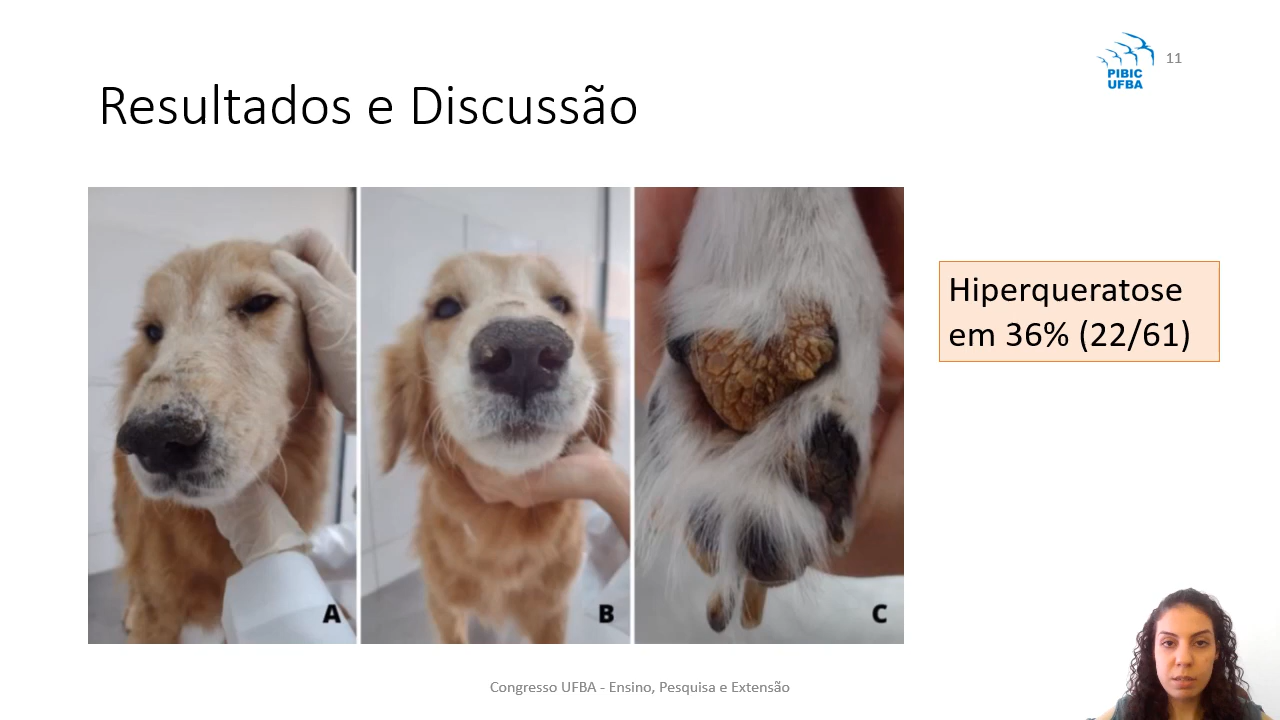 PIBIC
UFBA
11
Resultados e Discussão
Hiperqueratose
em 36% (22/61)
A
B
C
Congresso UFBA - Ensino, Pesquisa e Extensão